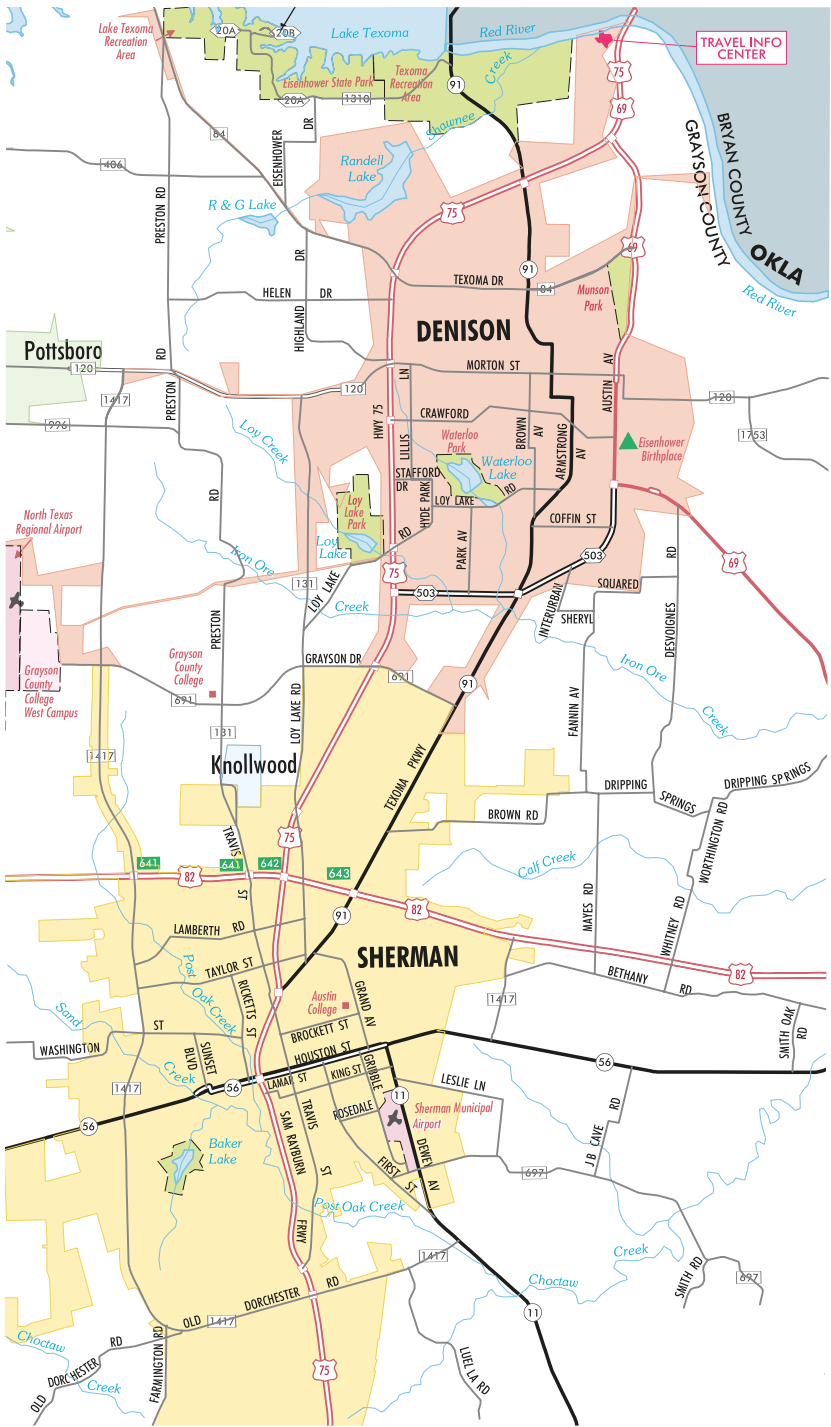 Lake Texoma
Recreation
Area
20A
20B
Lake Texoma
Red River
TRAVEL INFO
CENTER
75
Eisenhower State Park
Texoma
Recreation
Area
91
Creek
Shawnee
20A
1310
69
84
EISENHOWER
DR
406
PRESTON RD
Randell
Lake
BRYAN COUNTY
GRAYSON COUNTY
OKLA
Red River
R & G Lake
75
69
DR
TEXOMA DR
91
84
HELEN DR
HIGHLAND
Munson
Park
DENISON
Pottsboro
RD
120
LN
MORTON ST
AV
1417
PRESTON
120
120
AUSTIN
996
HWY 75
LILLIS
CRAWFORD
BROWN
AV
ARMSTRONG
AV
1753
Loy Creek
Waterloo
Park
Waterloo
Lake
Eisenhower
Birthplace
STAFFORD
DR
HYDE PARK
LOY LAKE
RD
RD
North Texas
Regional Airport
Loy
Lake
Park
COFFIN ST
Loy
Lake
RD
PARK AV
503
RD
69
Iron Ore
75
131
LOY LAKE
503
SQUARED
INTERURBAN
SHERYL
Creek
DESVOIGNES
PRESTON
Grayson
County
College
GRAYSON DR
Iron Ore
Grayson
County
College
West Campus
691
691
91
Creek
131
LOY LAKE RD
FANNIN AV
1417
Knollwood
TEXOMA PKWY
DRIPPING
SPRINGS
DRIPPING SPRINGS
BROWN RD
WORTHINGTON RD
TRAVIS
ST
75
641
641
642
643
82
Calf Creek
MAYES RD
WHITNEY RD
91
82
LAMBERTH RD
SHERMAN
TAYLOR ST
Post
Oak Creek
RICKETTS ST
BETHANY
RD
82
Sand
Austin
College
GRAND AV
1417
SMITH OAK
RD
WASHINGTON
ST
BROCKETT ST
SUNSET
BLVD
HOUSTON ST
56
Creek
1417
56
LAMAR ST
KING ST
GRIBBLE
LESLIE LN
11
56
ROSEDALE
Sherman Municipal
Airport
TRAVIS
ST
SAM RAYBURN
FRWY
J B CAVE
RD
Baker
Lake
DEWEY
AV
FIRST
ST
697
Post Oak Creek
1417
Creek
Choctaw
SMITH RD
697
OLD
DORCHESTER
RD
1417
11
Choctaw
Creek
RD
DORCHESTER
OLD
FARMINGTON RD
75
LUELLA RD